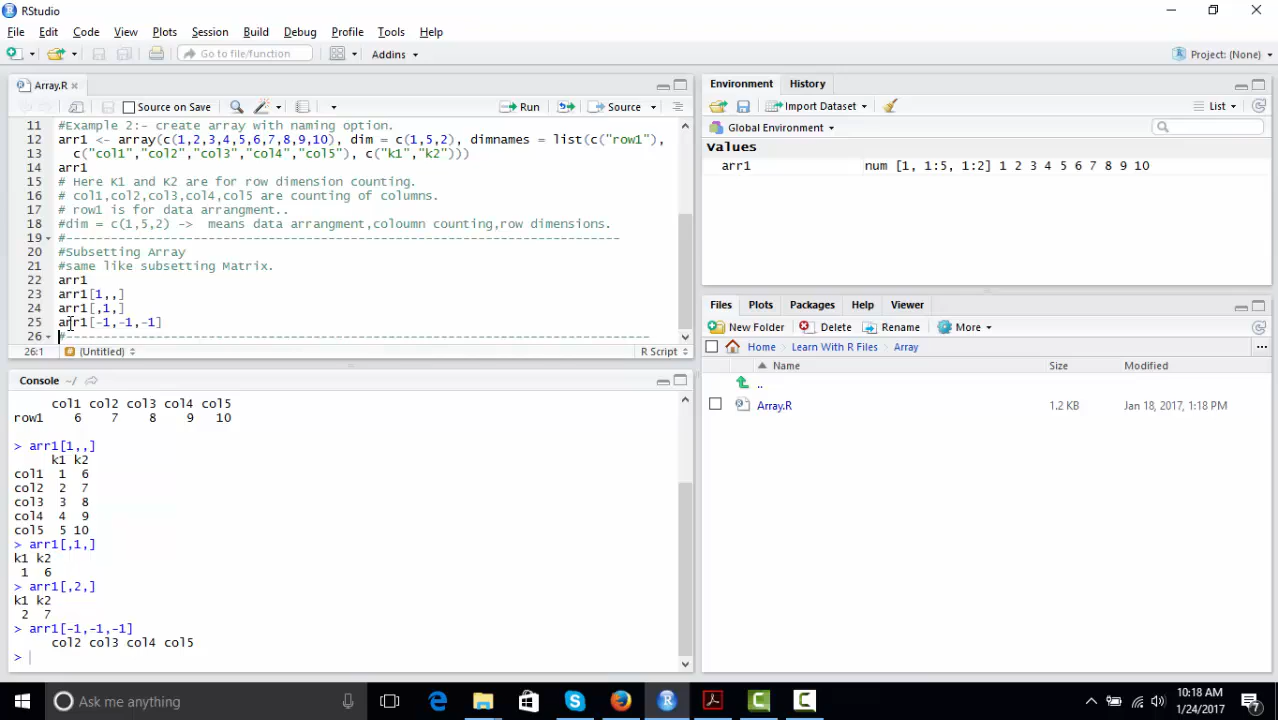 RStudio
File Edit Code View Plots Session Build Debug Profile Tools Help
Go to file/function Addins Project: (None)
Array.R
Source on Save Run Source
11 #Example 2:- create array with naming option.
12 arr1 <- array(c(1,2,3,4,5,6,7,8,9,10), dim = c(1,5,2), dimnames = list(c("row1"),
13 c("col1","col2","col3","col4","col5"), c("k1","k2")))
14 arr1
15 # Here K1 and K2 are for row dimension counting.
16 # col1,col2,col3,col4,col5 are counting of columns.
17 # row1 is for data arrangment..
18 #dim = c(1,5,2) -> means data arrangment,coloumn counting,row dimensions.
19 #---------------------------------------------------------------------------
20 #Subsetting Array
21 #same like subsetting Matrix.
22 arr1
23 arr1[1,,]
24 arr1[,1,]
25 arr1[-1,-1,-1]
26 #-------------------------------------------------------------------------------
26:1 (Untitled) R Script
Console ~/
col1 col2 col3 col4 col5
row1 6 7 8 9 10
> arr1[1,,]
k1 k2
col1 1 6
col2 2 7
col3 3 8
col4 4 9
col5 5 10
> arr1[,1,]
k1 k2
1 6
> arr1[,2,]
k1 k2
2 7
> arr1[-1,-1,-1]
col2 col3 col4 col5
>
Environment History
Import Dataset List
Global Environment
Values
arr1 num [1, 1:5, 1:2] 1 2 3 4 5 6 7 8 9 10
Files Plots Packages Help Viewer
New Folder Delete Rename More
Home Learn With R Files Array
Name Size Modified
..
Array.R 1.2 KB Jan 18, 2017, 1:18 PM
Ask me anything
10:18 AM
1/24/2017
7